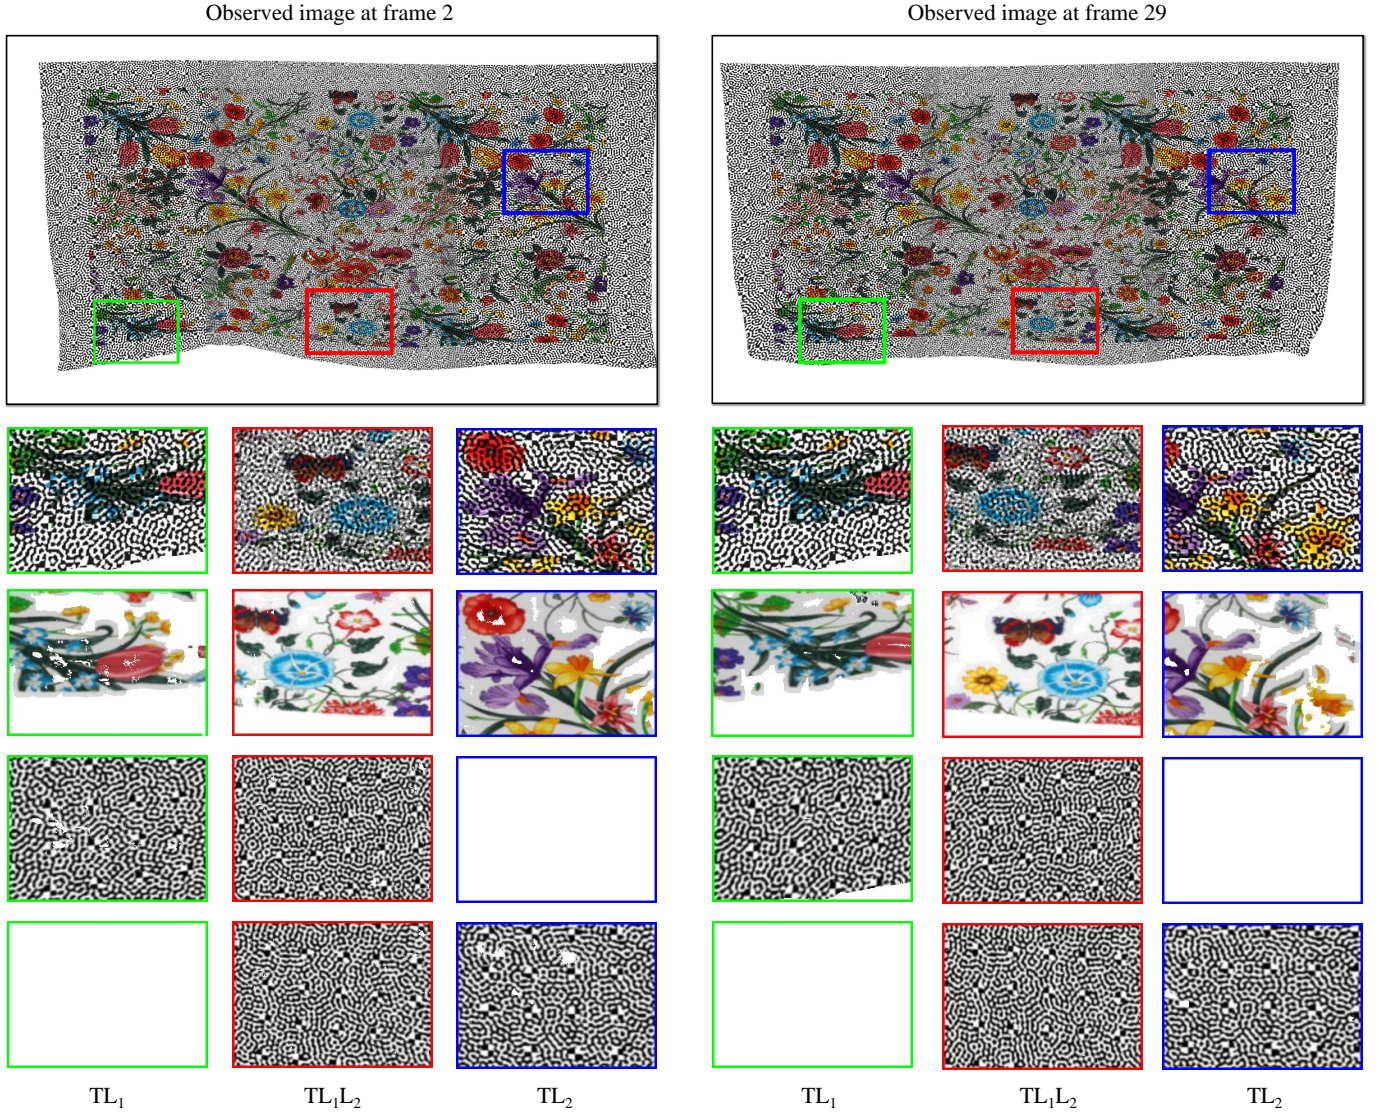 Observed image at frame 2
Observed image at frame 29
TL₁
TL₁L₂
TL₂
TL₁
TL₁L₂
TL₂